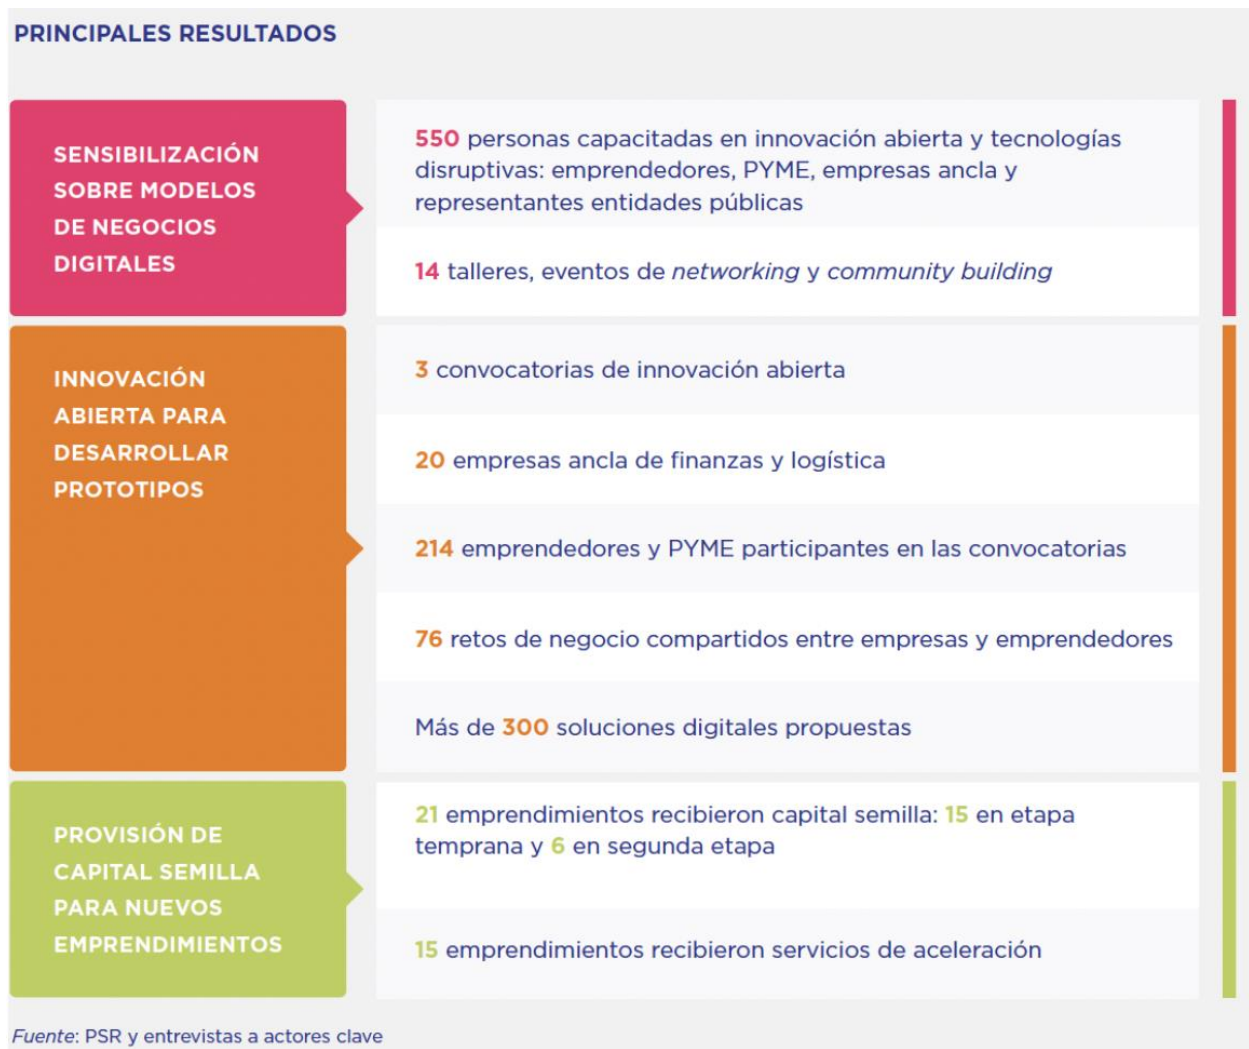 PRINCIPALES RESULTADOS
SENSIBILIZACIÓN
SOBRE MODELOS
DE NEGOCIOS
DIGITALES
550 personas capacitadas en innovación abierta y tecnologías
disruptivas: emprendedores, PYME, empresas ancla y
representantes entidades públicas
14 talleres, eventos de networking y community building
INNOVACIÓN
ABIERTA PARA
DESARROLLAR
PROTOTIPOS
3 convocatorias de innovación abierta
20 empresas ancla de finanzas y logística
214 emprendedores y PYME participantes en las convocatorias
76 retos de negocio compartidos entre empresas y emprendedores
Más de 300 soluciones digitales propuestas
PROVISIÓN DE
CAPITAL SEMILLA
PARA NUEVOS
EMPRENDIMIENTOS
21 emprendimientos recibieron capital semilla: 15 en etapa
temprana y 6 en segunda etapa
15 emprendimientos recibieron servicios de aceleración
Fuente: PSR y entrevistas a actores clave